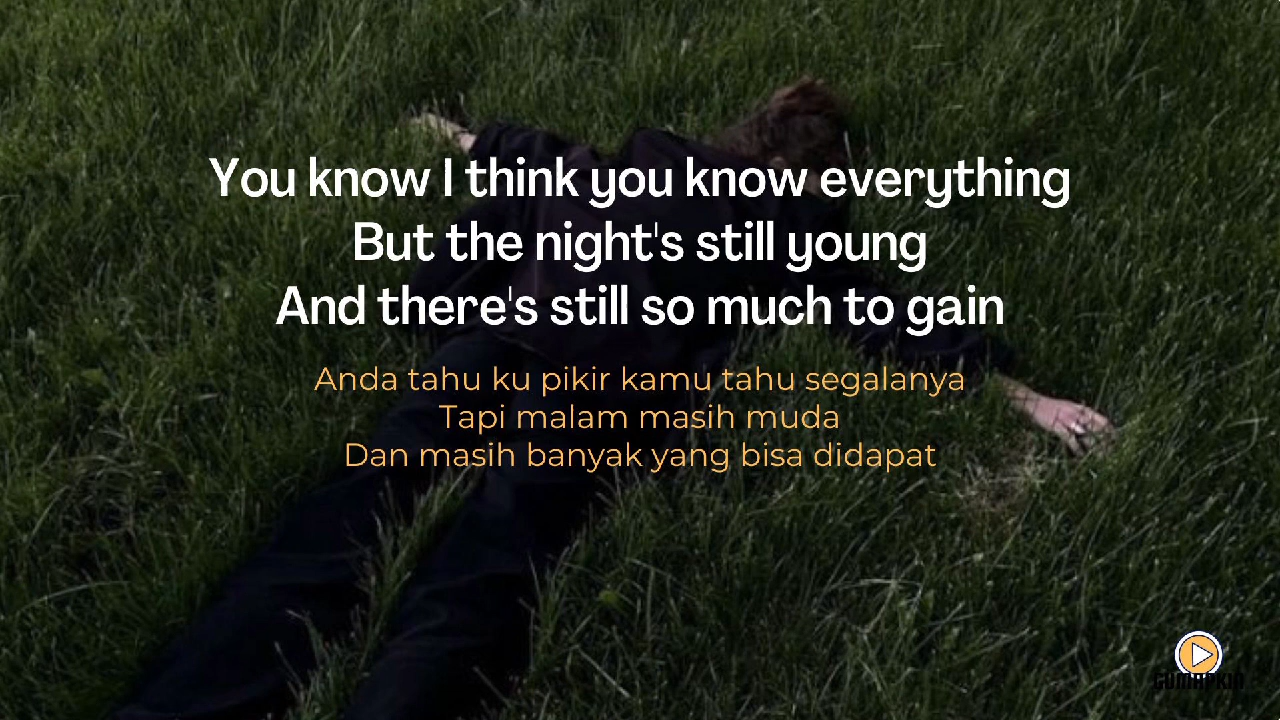 You know I think you know everything
But the night's still young
And there's still so much to gain
Anda tahu ku pikir kamu tahu segalanya
Tapi malam masih muda
Dan masih banyak yang bisa didapat